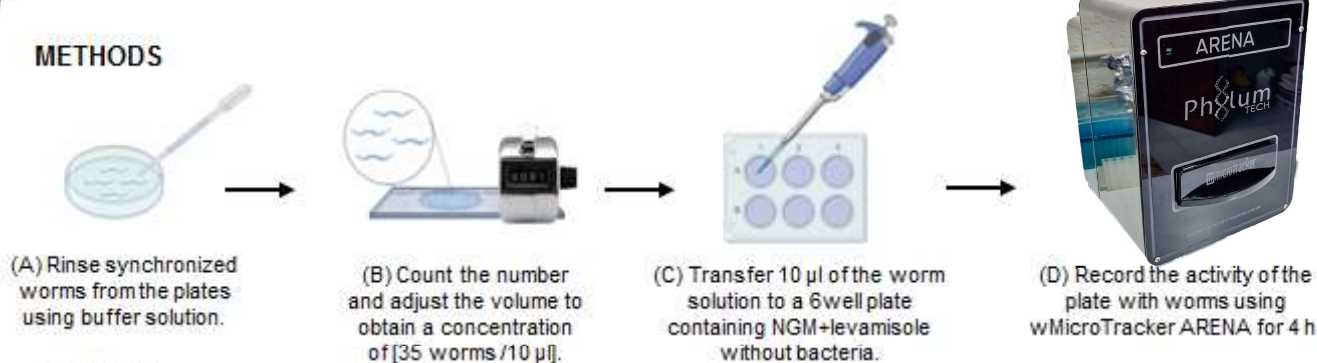 METHODS
ARENA
Phylum
TECH
wMicroTracker
(A) Rinse synchronized
worms from the plates
using buffer solution.
(B) Count the number
and adjust the volume to
obtain a concentration
of [35 worms /10 µl].
1 2 3
A
B
(C) Transfer 10 µl of the worm
solution to a 6well plate
containing NGM+levamisole
without bacteria.
(D) Record the activity of the
plate with worms using
wMicroTracker ARENA for 4 h